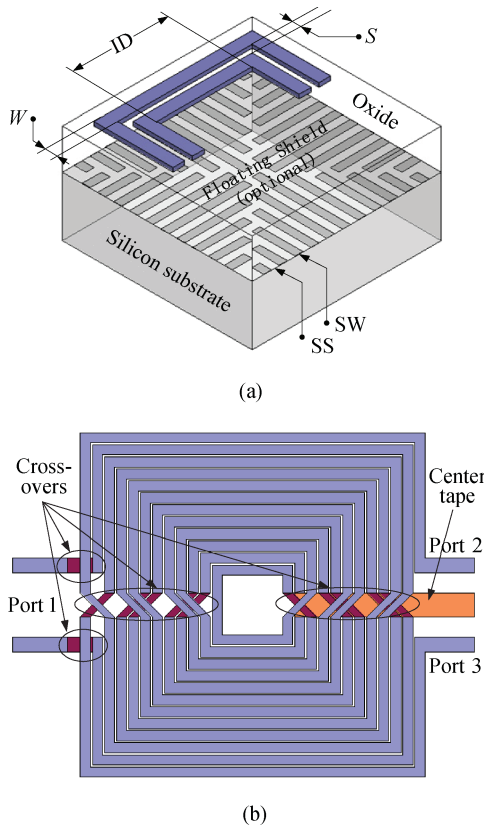 ID
S
W
Oxide
Floating Shield
(optional)
Silicon substrate
SW
SS
(a)
Cross-
overs
Center
tape
Port 2
Port 1
Port 3
(b)